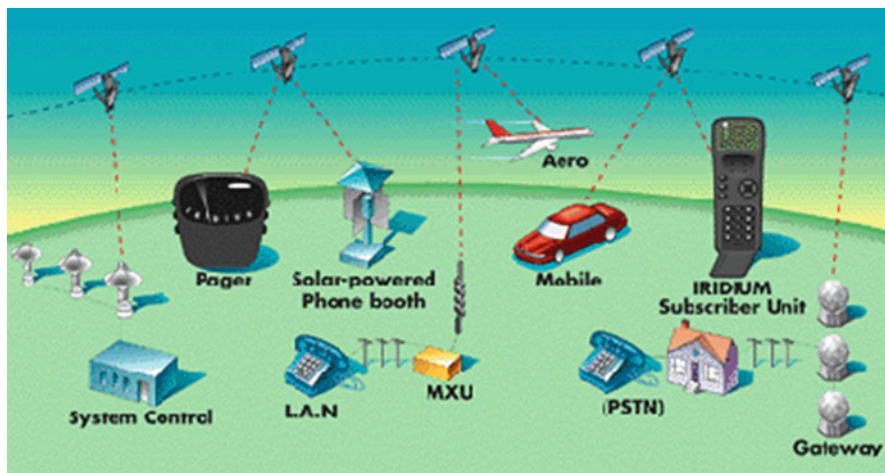 Aero
Pager
Solar-powered
Phone booth
Mobile
IRIDIUM
Subscriber Unit
System Control
L.A.N
MXU
(PSTN)
Gateway